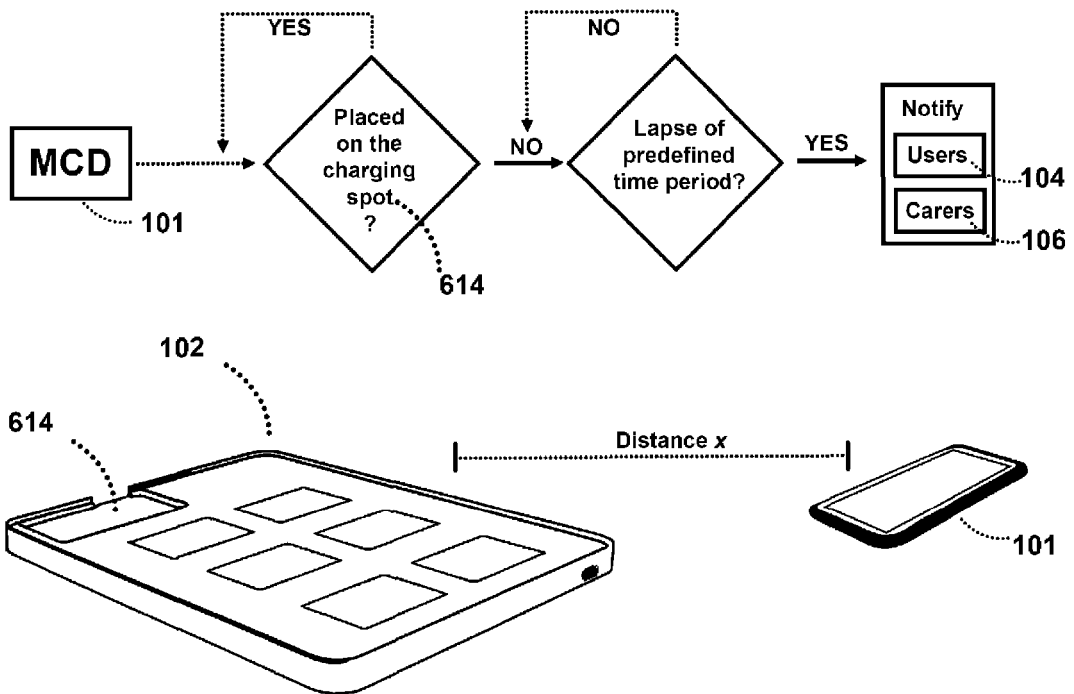 YES
NO
MCD
101
Placed
on the
charging
spot
?
614
NO
Lapse of
predefined
time period?
YES
Notify
Users
104
Carers
106
102
614
Distance x
101